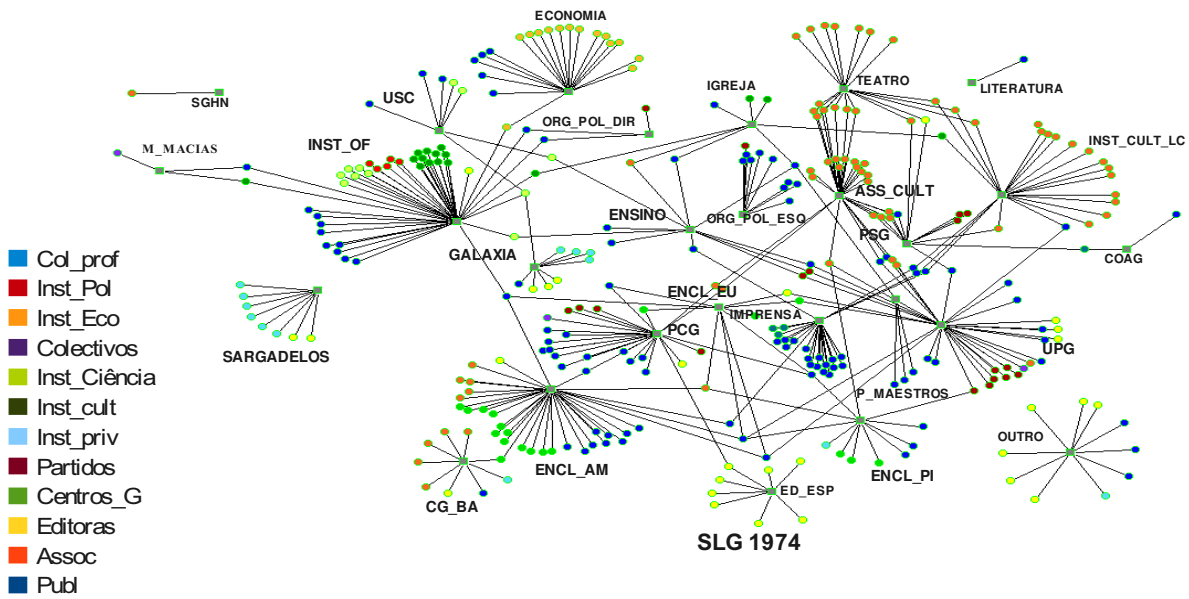 ECONOMIA
TEATRO
IGREJA
LITERATURA
SGHN
USC
ORG_POL_DIR
M_MACIAS
INST_OF
INST_CULT_LC
ASS_CULT
ENSINO
ORG_POL_ESQ
PSG
GALAXIA
COAG
ENCL_EU
IMPRENSA
PCG
SARGADELOS
UPG
P_MAESTROS
OUTRO
ENCL_AM
ENCL_PI
CG_BA
ED_ESP
SLG 1974
Col_prof
Inst_Pol
Inst_Eco
Colectivos
Inst_Ciência
Inst_cult
Inst_priv
Partidos
Centros_G
Editoras
Assoc
Publ